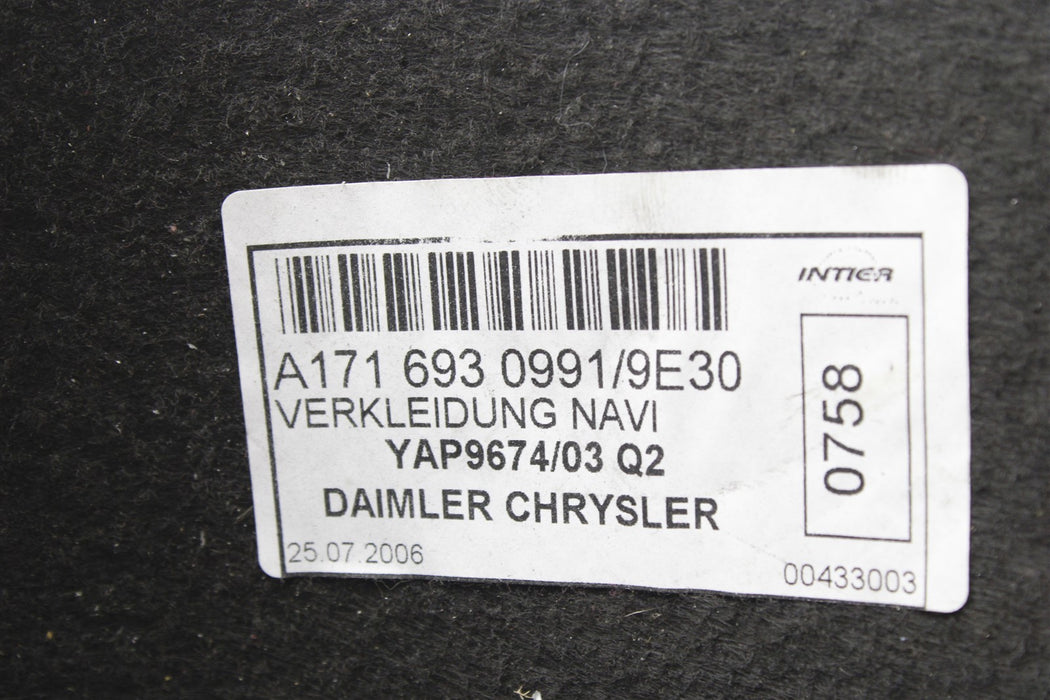 INTIER
A171 693 0991/9E30
VERKLEIDUNG NAVI
YAP9674/03 Q2
DAIMLER CHRYSLER
0758
25.07.2006
00433003